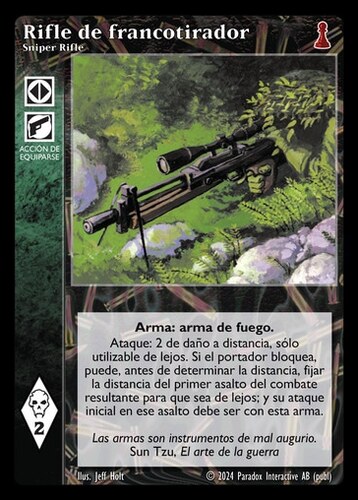 Rifle de francotirador
Sniper Rifle
ACCIÓN DE
EQUIPARSE
Arma: arma de fuego.
Ataque: 2 de daño a distancia, sólo
utilizable de lejos. Si el portador bloquea,
puede, antes de determinar la distancia, fijar
la distancia del primer asalto del combate
resultante para que sea de lejos; y su ataque
inicial en ese asalto debe ser con esta arma.
Las armas son instrumentos de mal augurio.
Sun Tzu, El arte de la guerra
2
Ilus. Jeff Holt
© 2024 Paradox Interactive AB (publ)